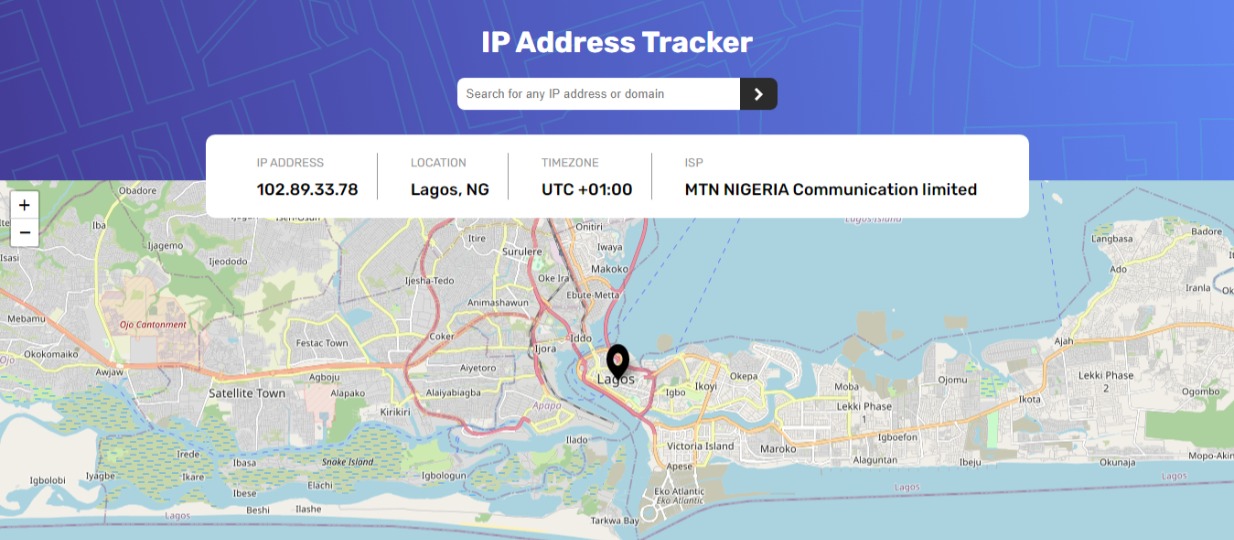 IP Address Tracker
Search for any IP address or domain
IP ADDRESS
102.89.33.78
LOCATION
Lagos, NG
TIMEZONE
UTC +01:00
ISP
MTN NIGERIA Communication limited
+
−
Obadore
Iba
Ijagemo
Isasi
Ijeododo
Itire
Surulere
Onitiri
Iwaya
Lagos Island
Langbasa
Badore
Ado
Oke Ira
Makoko
Ijesha-Tedo
Iranla
Ebute-Metta
Animashawun
Mebamu
Ojo Cantonment
Coker
Iddo
Festac Town
Ijora
Ajah
Ojo
Okokomaiko
Awjaw
Agboju
Aiyetoro
Lagos
Okepa
Ojomu
Lekki Phase
2
Satellite Town
Alapako
Alaiyabiagba
Igbo
Ikoyi
Moba
Ikota
Ogombo
Kirikiri
Apapa
Lekki Phase
1
Ilado
Victoria Island
Maroko
Igboefon
Irede
Ibasa
Snake Island
Alaguntan
Ibeju
Okunaja
Mopo-Akin
Igbolobi
Iyagbe
Ikare
Elachi
Igbologun
Apese
Lagos
Lagos
Ibese
Eko Atlantic
Eko Atlantic
Beshi
Ilashe
Lagos
Tarkwa Bay